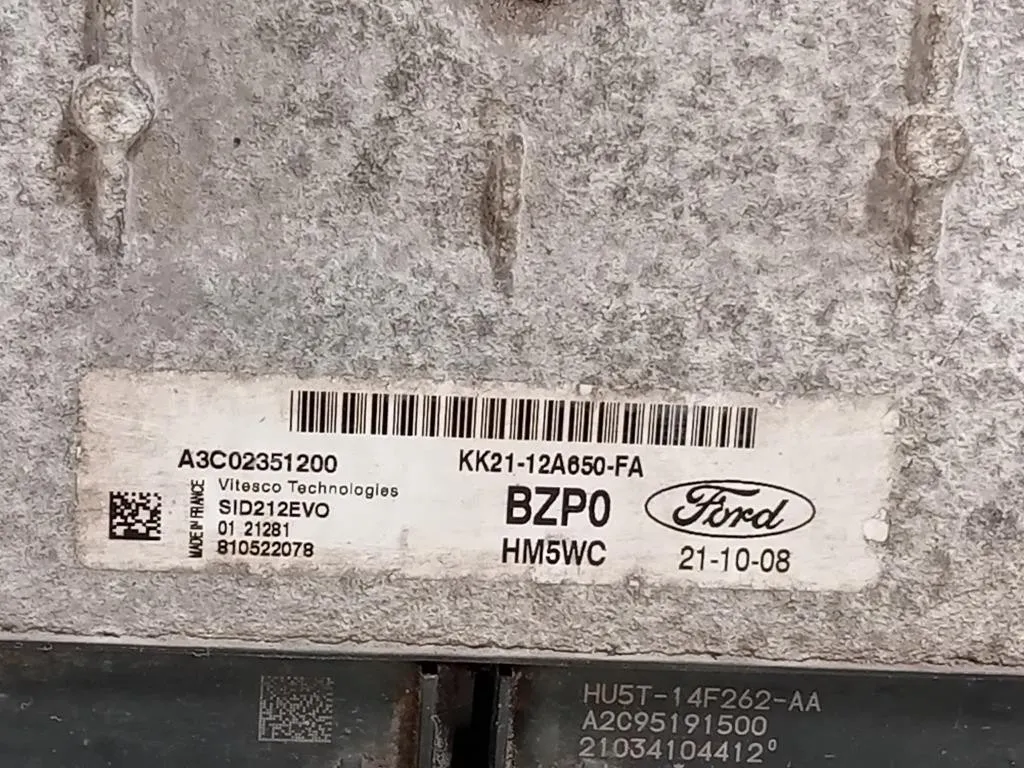 A3C02351200
KK21-12A650-FA
Vitesco Technologies
SID212EVO
01 21281
810522078
MADE IN FRANCE
BZP0
HM5WC
Ford
21-10-08
HU5T-14F262-AA
A2C95191500
21034104412°